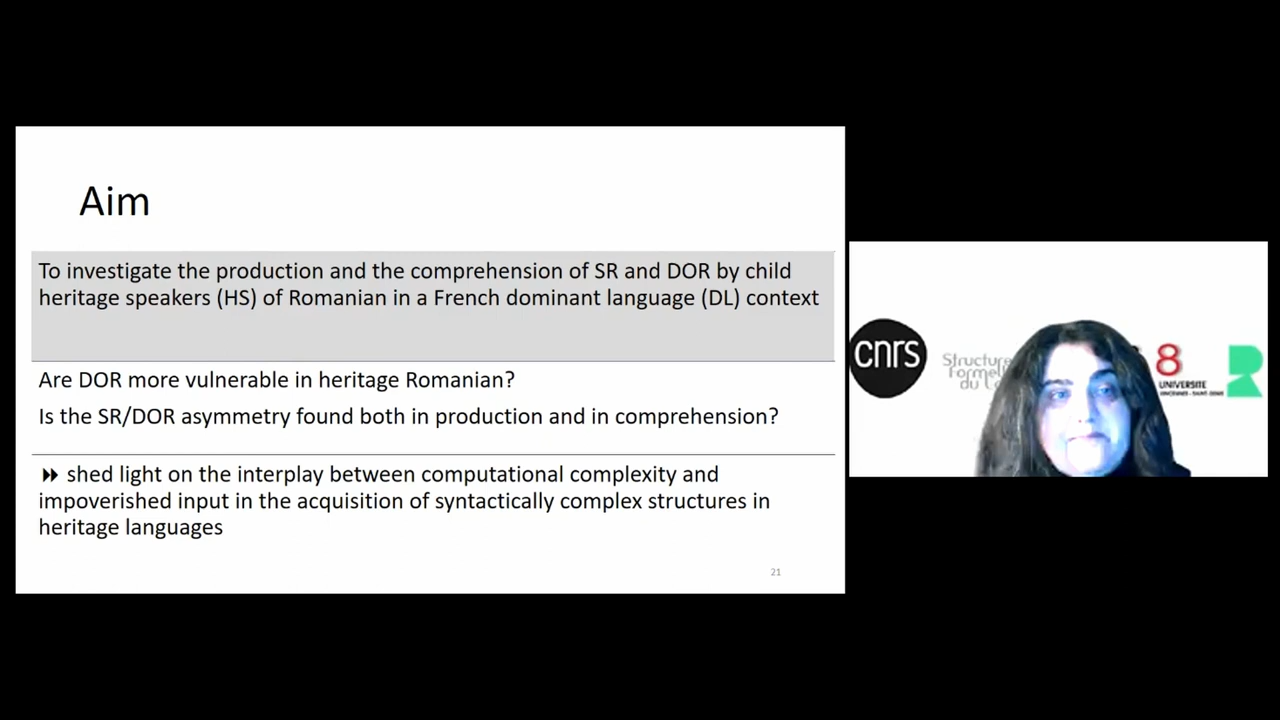 Aim
To investigate the production and the comprehension of SR and DOR by child
heritage speakers (HS) of Romanian in a French dominant language (DL) context
Are DOR more vulnerable in heritage Romanian?
Is the SR/DOR asymmetry found both in production and in comprehension?
shed light on the interplay between computational complexity and
impoverished input in the acquisition of syntactically complex structures in
heritage languages
21
cnrs
8
UNIVERSITÉ